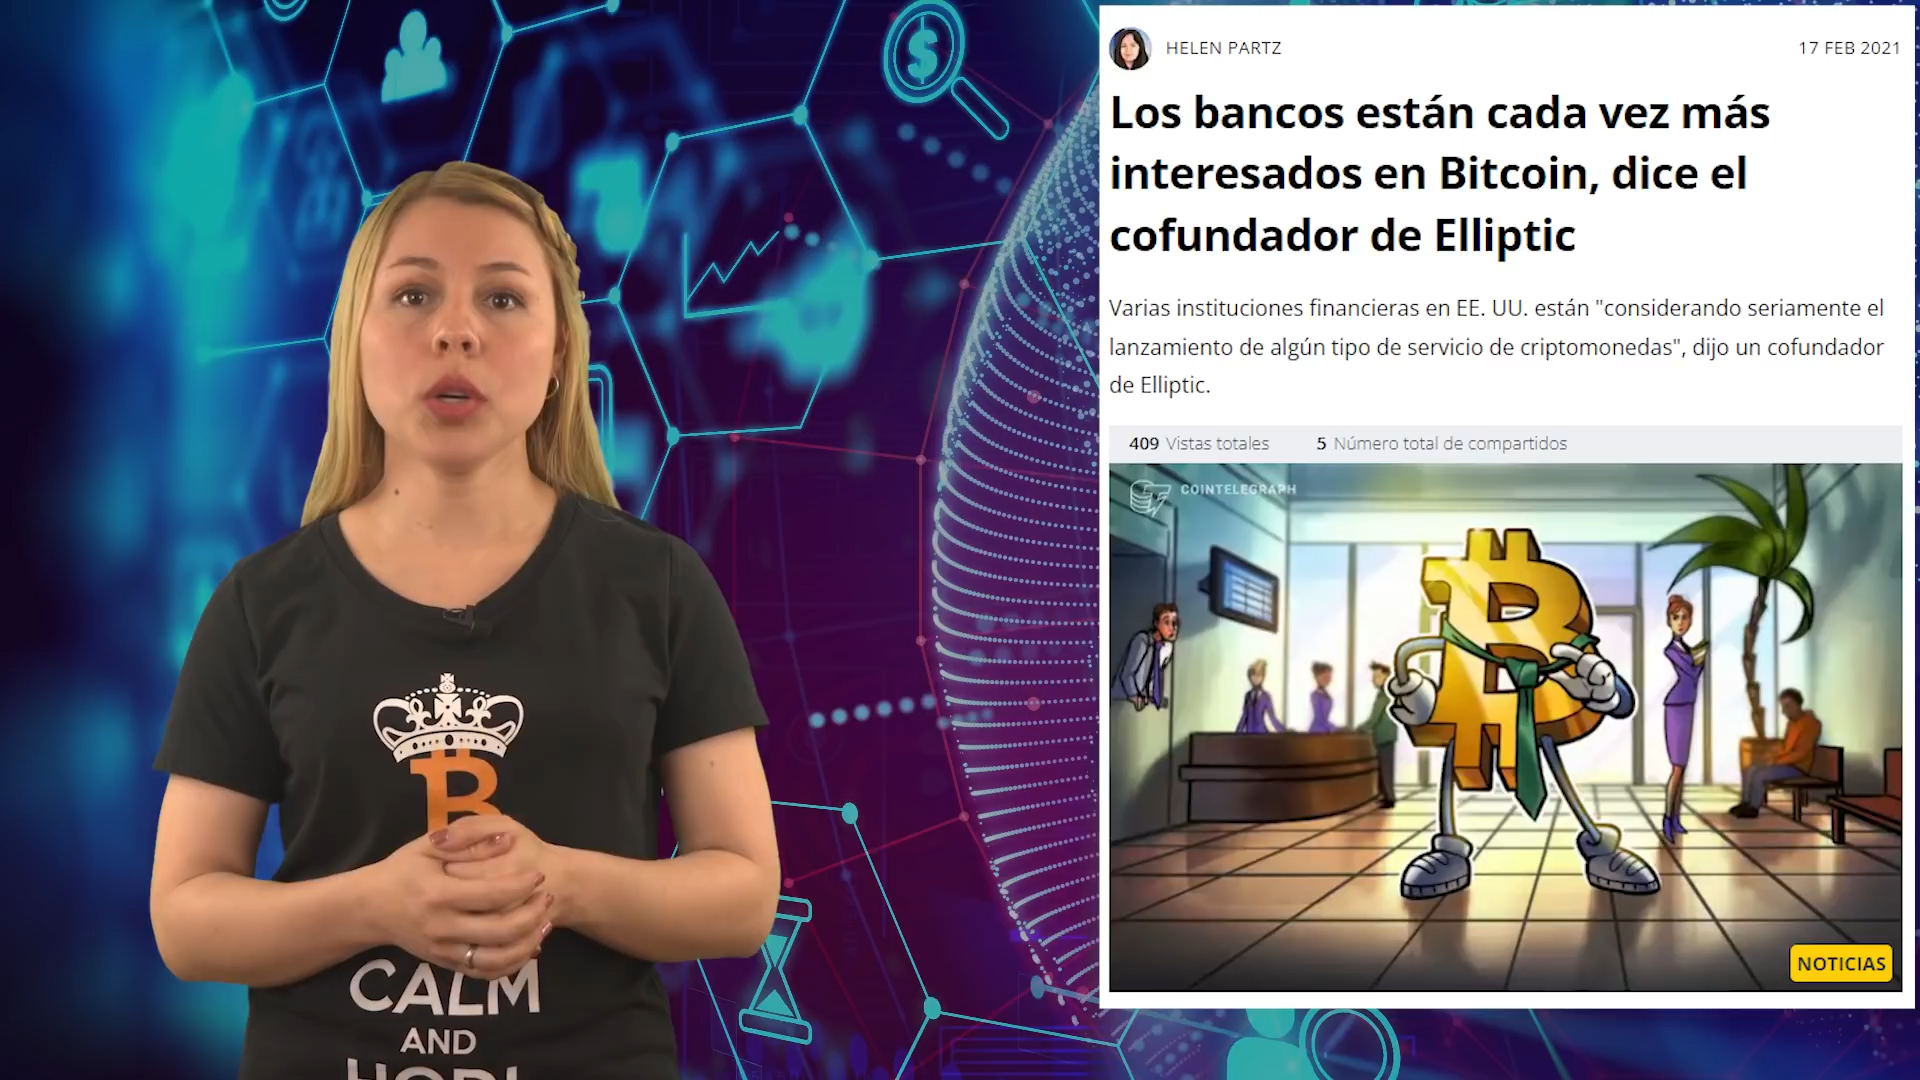 HELEN PARTZ
17 FEB 2021
Los bancos están cada vez más
interesados en Bitcoin, dice el
cofundador de Elliptic
Varias instituciones financieras en EE. UU. están "considerando seriamente el
lanzamiento de algún tipo de servicio de criptomonedas", dijo un cofundador
de Elliptic.
409 Vistas totales 5 Número total de compartidos
COINTELEGRAPH
NOTICIAS
CALM
AND
HODL